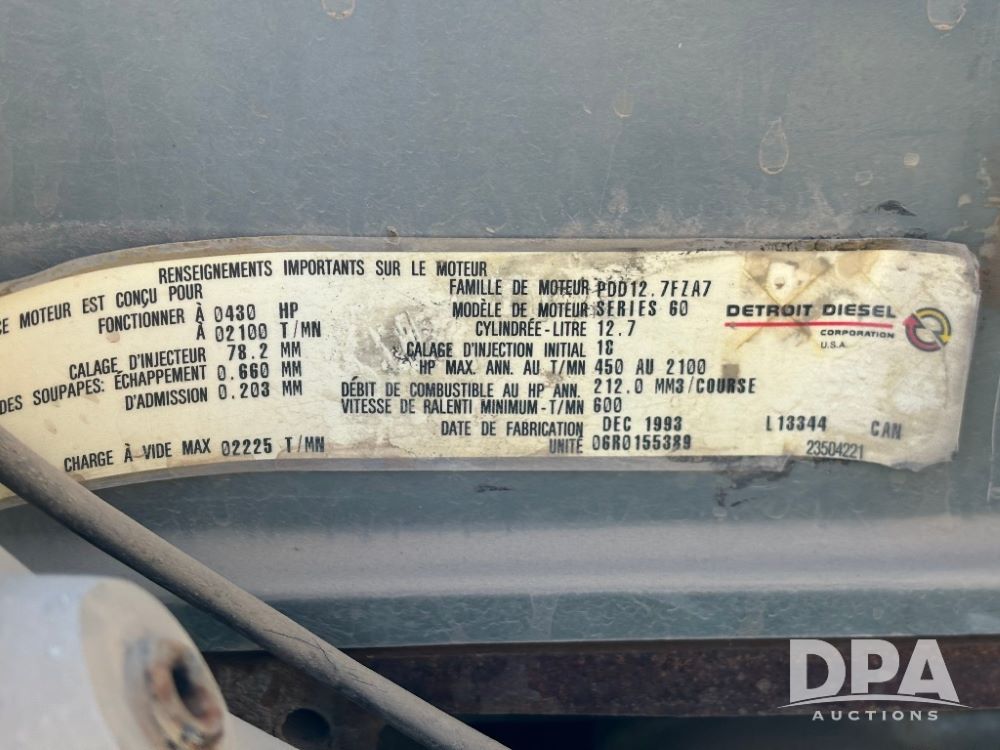 RENSEIGNEMENTS IMPORTANTS SUR LE MOTEUR
CE MOTEUR EST CONÇU POUR
FONCTIONNER À 0430 HP
À 02100 T/MN
CALAGE D'INJECTEUR 78.2 MM
DES SOUPAPES: ÉCHAPPEMENT 0.660 MM
D'ADMISSION 0.203 MM
CHARGE À VIDE MAX 02225 T/MN
FAMILLE DE MOTEUR PDD12.7FZA7
MODÈLE DE MOTEUR SERIES 60
CYLINDRÉE-LITRE 12.7
CALAGE D'INJECTION INITIAL 18
HP MAX. ANN. AU T/MN 450 AU 2100
DÉBIT DE COMBUSTIBLE AU HP ANN. 212.0 MM3/COURSE
VITESSE DE RALENTI MINIMUM-T/MN 600
DATE DE FABRICATION DEC 1993
UNITÉ 06R0155389
DETROIT DIESEL
CORPORATION
U.S.A.
L13344 CAN
23504221
DPA
AUCTIONS